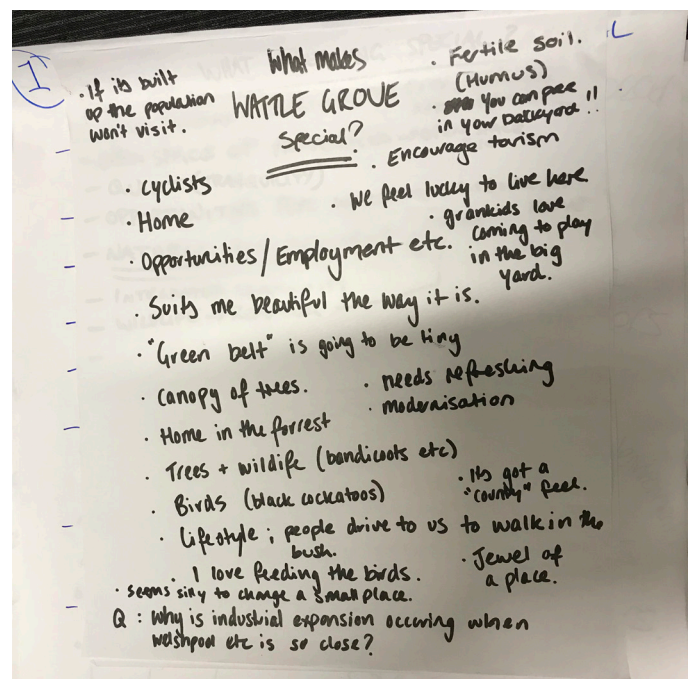 I
What makes
WATTLE GROVE
Special?
· If its built
up the population
won't visit.
· Fertile soil.
(Humus)
· You can pee
in your backyard !!
· Encourage tourism
· cyclists
· We feel lucky to live here
· Home
· grankids love
coming to play
in the big
yard.
· Opportunities / Employment etc.
· Suits me beautiful the way it is.
· "Green belt" is going to be tiny
· canopy of trees.
· needs refreshing
· modernisation
· Home in the forrest
· Trees + wildife (bandicoots etc)
· Birds (black cockatoos)
· Its got a
"county" feel.
· Lifestyle ; people drive to us to walk in the
bush.
· Jewel of
a place.
· I love feeding the birds.
· seems silly to change a small place.
Q : Why is industrial expansion occuring when
welshpool etc is so close?